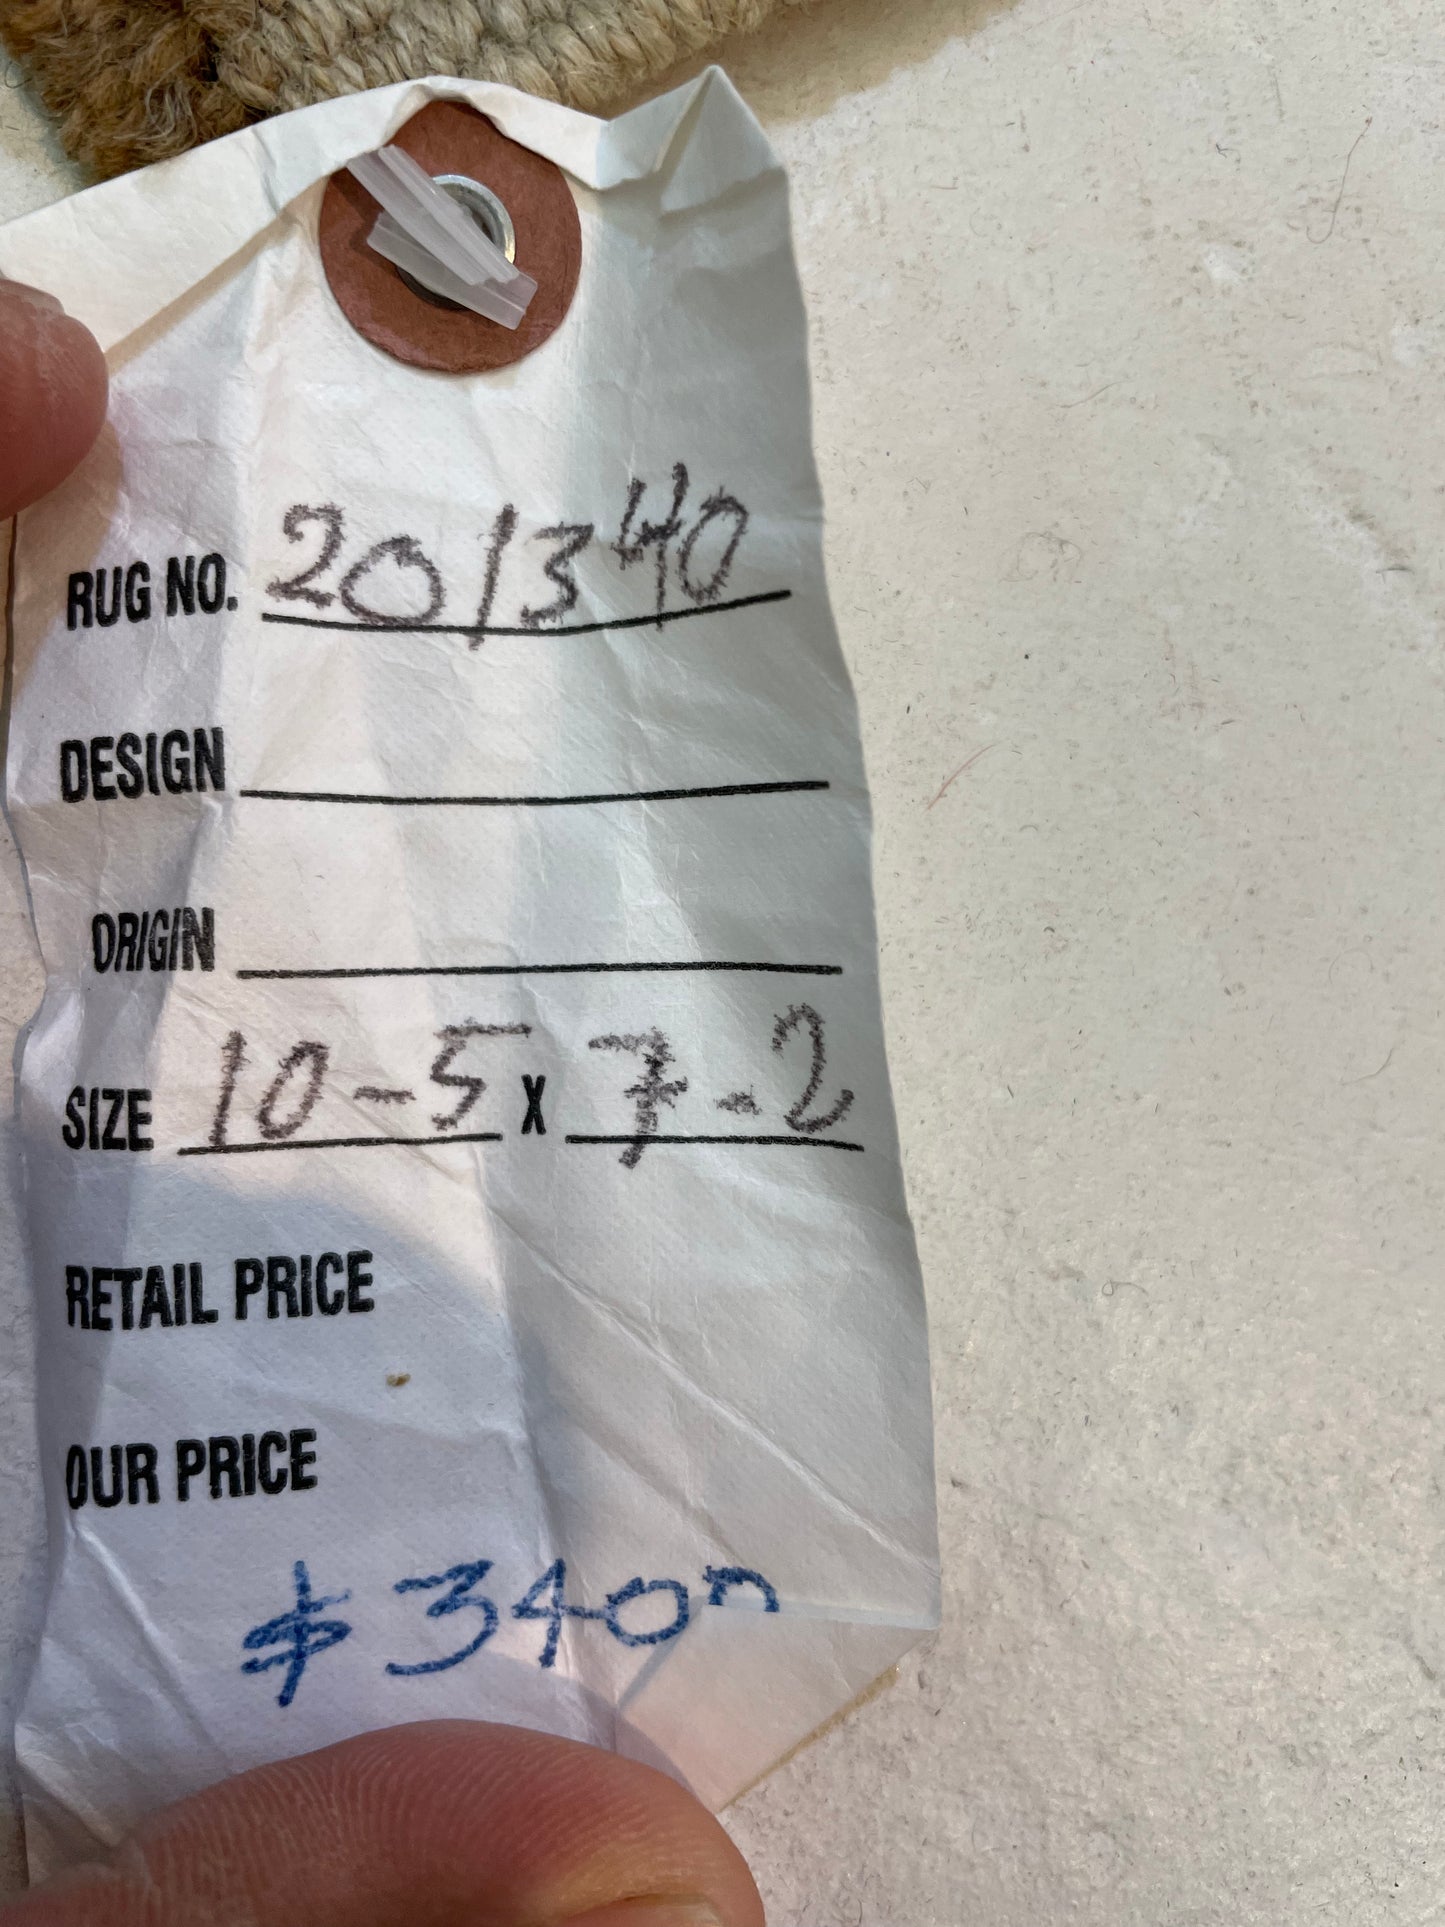 RUG NO. 201340
DESIGN
ORIGIN
SIZE 10-5 X 7-2
RETAIL PRICE
OUR PRICE
$3400